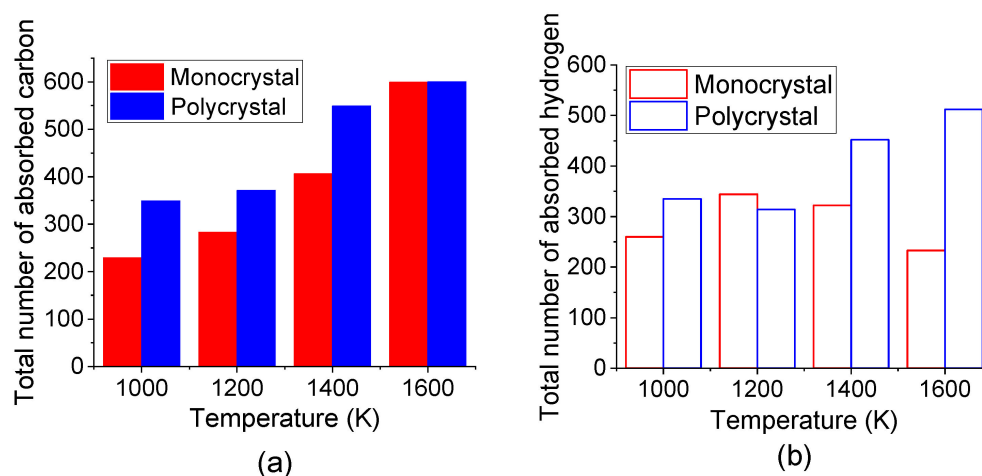 Total number of absorbed carbon
600
500
400
300
200
100
0
Monocrystal
Polycrystal
1000 1200 1400 1600
Temperature (K)
(a)
Total number of absorbed hydrogen
600
500
400
300
200
100
0
Monocrystal
Polycrystal
1000 1200 1400 1600
Temperature (K)
(b)